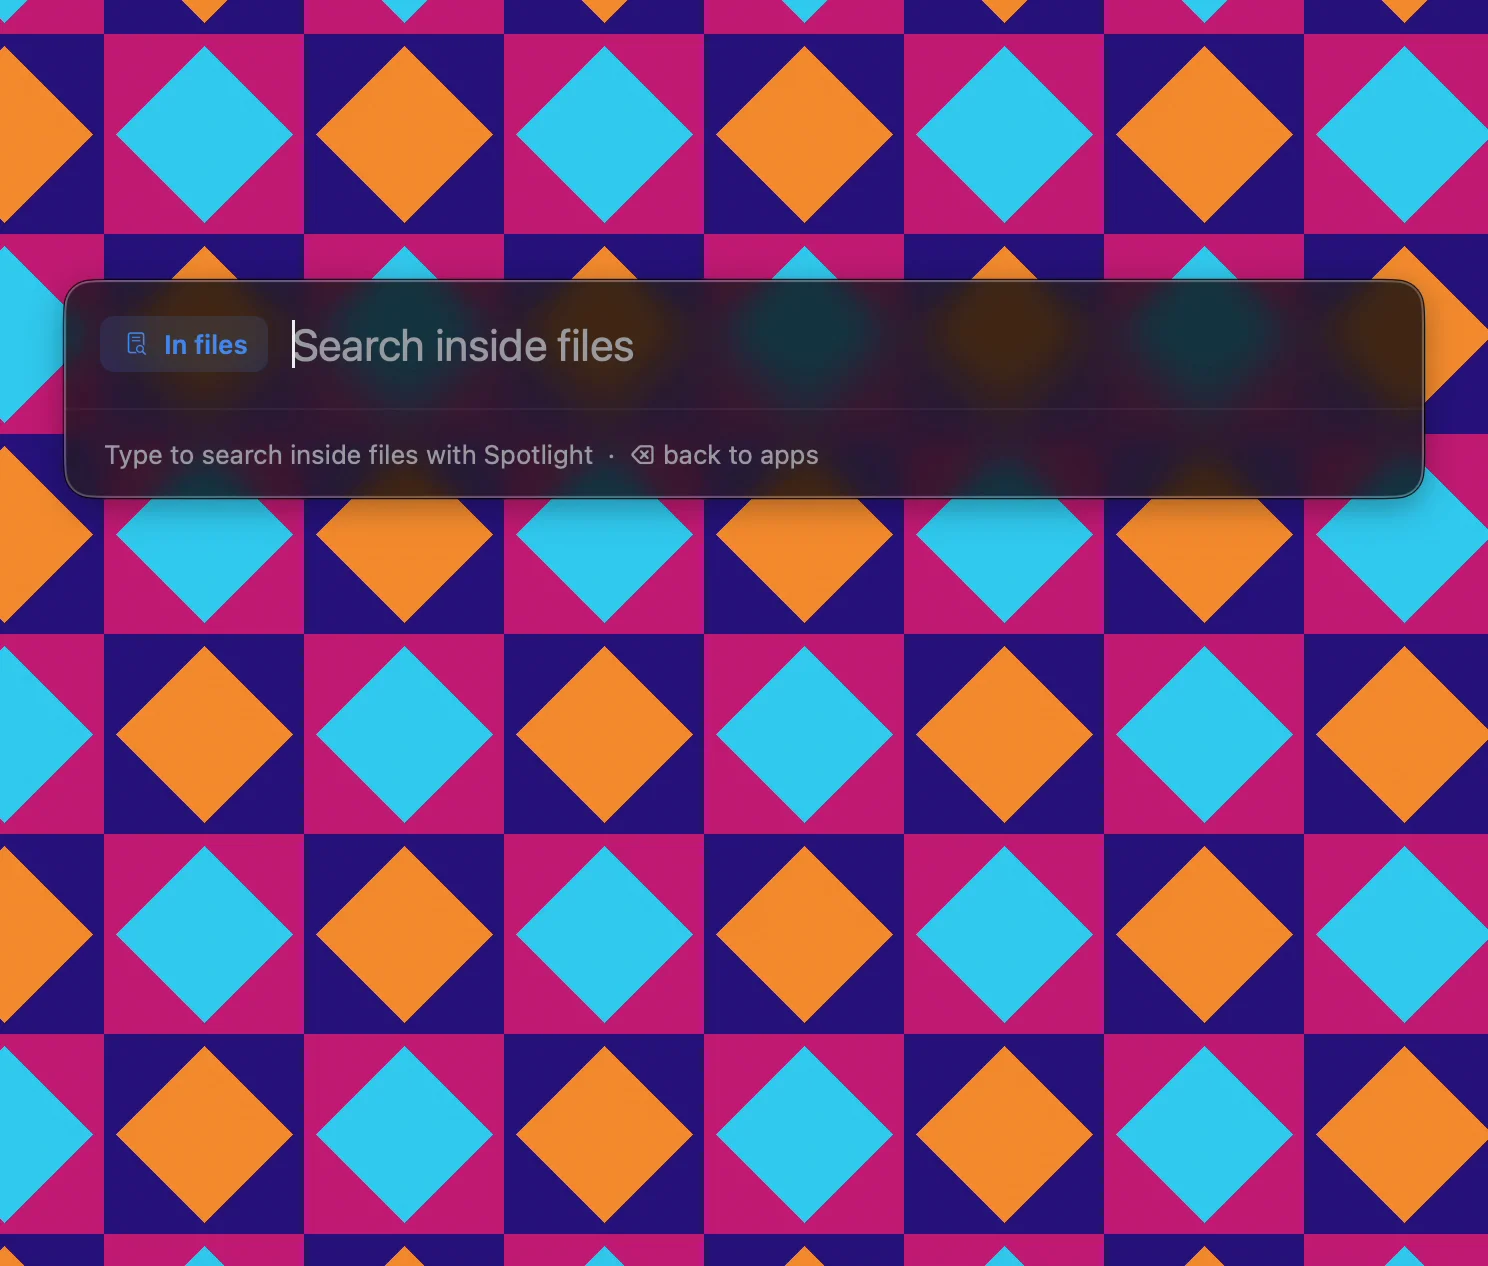 In files Search inside files
Type to search inside files with Spotlight · ⌫ back to apps